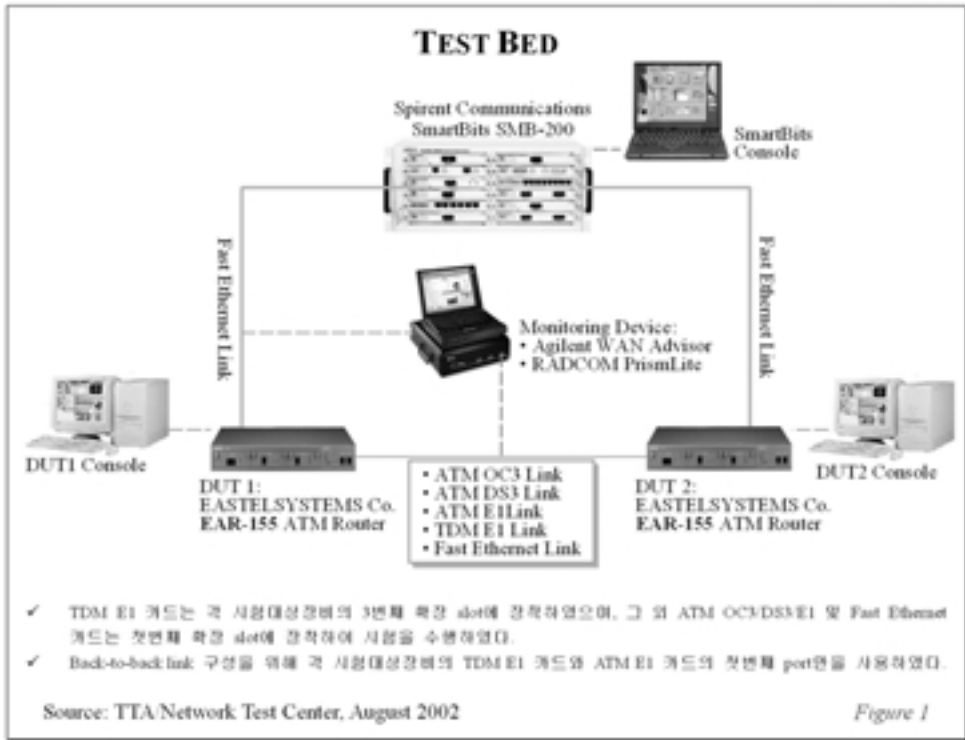 TEST BED
Spirent Communications
SmartBits SMB-200
SmartBits
Console
Fast Ethernet Link
Fast Ethernet Link
Monitoring Device:
• Agilent WAN Advisor
• RADCOM PrismLite
DUT1 Console
DUT2 Console
DUT 1:
EASTELSYSTEMS Co.
EAR-155 ATM Router
• ATM OC3 Link
• ATM DS3 Link
• ATM E1Link
• TDM E1 Link
• Fast Ethernet Link
DUT 2:
EASTELSYSTEMS Co.
EAR-155 ATM Router
✓ TDM E1 카드는 각 시험대상장비의 3번째 확장 slot에 장착하였으며, 그 외 ATM OC3/DS3/E1 및 Fast Ethernet
카드는 첫번째 확장 slot에 장착하여 시험을 수행하였다.
✓ Back-to-back link 구성을 위해 각 시험대상장비의 TDM E1 카드와 ATM E1 카드의 첫번째 port만을 사용하였다.
Source: TTA/Network Test Center, August 2002
Figure 1